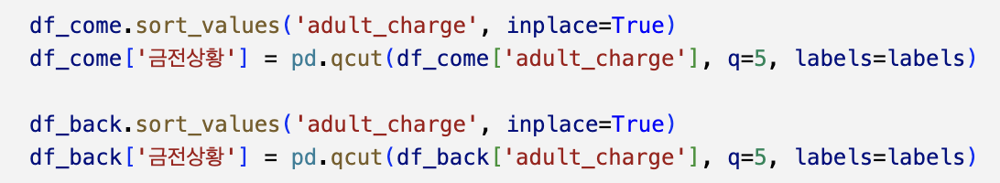 df_come.sort_values('adult_charge', inplace=True)
df_come['금전상황'] = pd.qcut(df_come['adult_charge'], q=5, labels=labels)
df_back.sort_values('adult_charge', inplace=True)
df_back['금전상황'] = pd.qcut(df_back['adult_charge'], q=5, labels=labels)